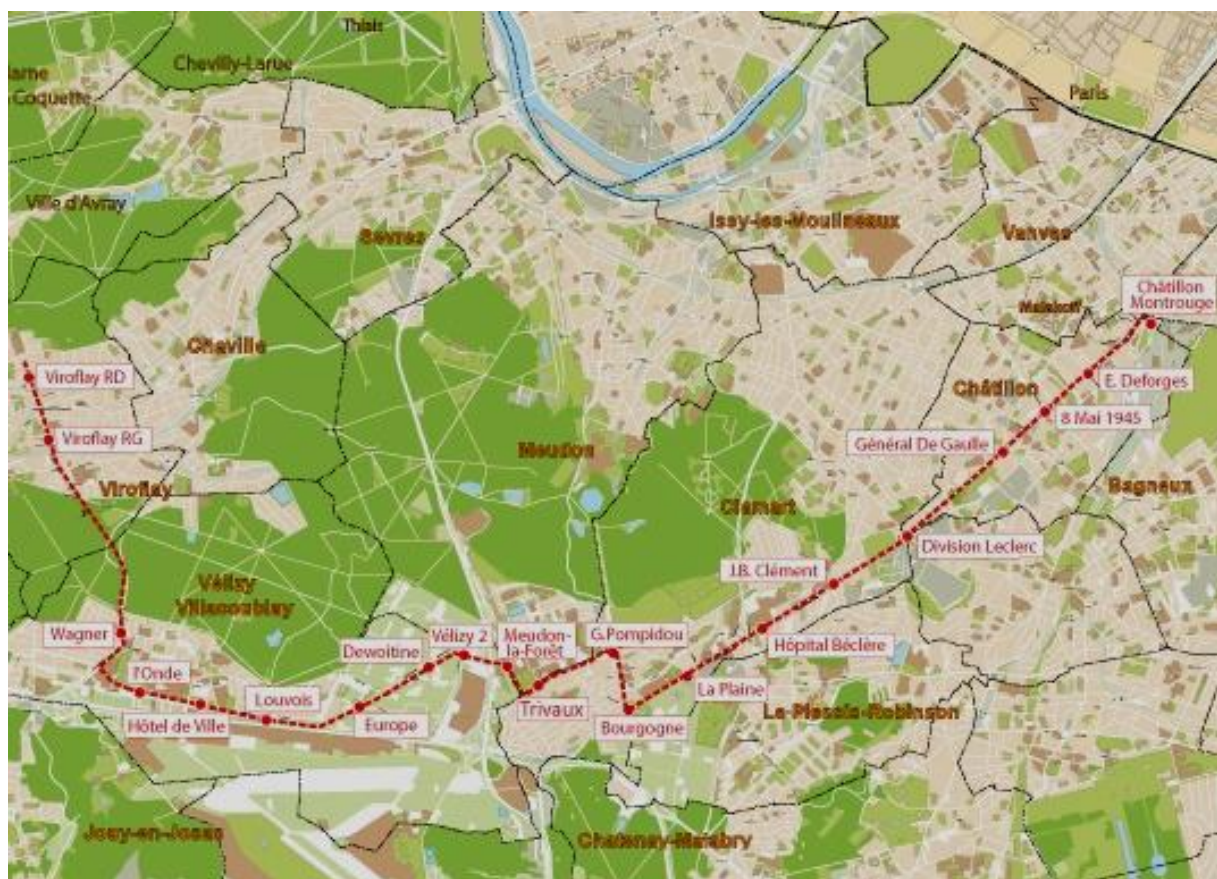 Thiais
Chevilly-Larue
Marne
Coquette
Paris
Ville d'Avray
Sèvres
Issy-les-Moulineaux
Vanves
Châtillon
Montrouge
Malakoff
Chaville
Viroflay RD
E. Deforges
Châtillon
8 Mai 1945
Viroflay RG
Meudon
Général De Gaulle
Viroflay
Bagneux
Clamart
Division Leclerc
J.B. Clément
Vélizy
Villacoublay
Wagner
Dewoitine
Vélizy 2
Meudon-
la-Forêt
G.Pompidou
Hôpital Béclère
l'Onde
Louvois
La Plaine
Trivaux
Hôtel de Ville
Europe
Bourgogne
Le Plessis-Robinson
Jouy-en-Josas
Chatenay-Malabry